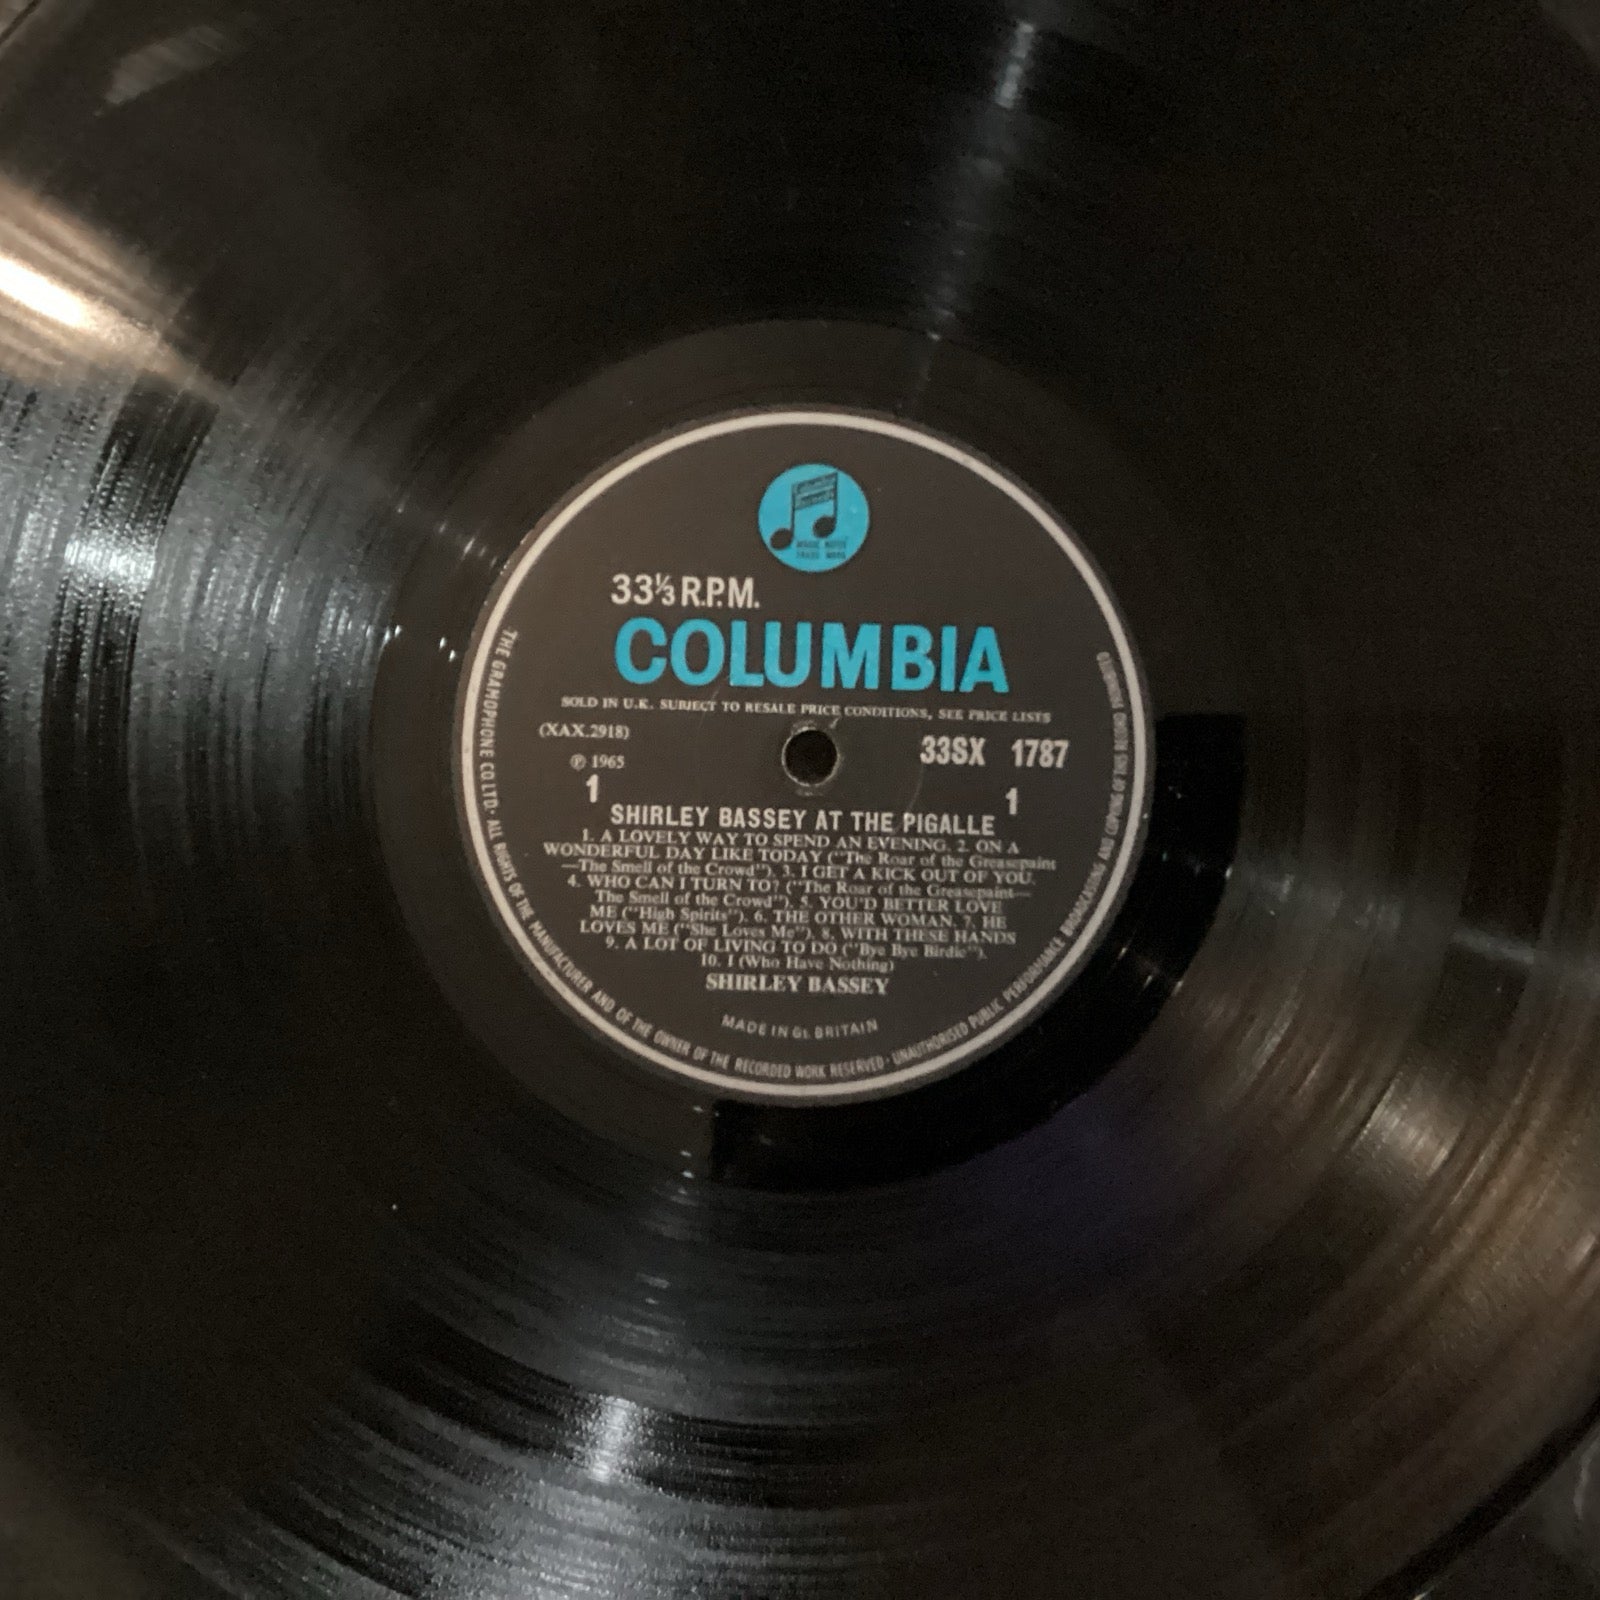 Columbia
Records
MAGIC NOTES
TRADE MARK
33⅓ R.P.M.
COLUMBIA
SOLD IN U.K. SUBJECT TO RESALE PRICE CONDITIONS, SEE PRICE LISTS
(XAX.2918)
33SX 1787
℗ 1965
1
1
SHIRLEY BASSEY AT THE PIGALLE
1. A LOVELY WAY TO SPEND AN EVENING. 2. ON A
WONDERFUL DAY LIKE TODAY ("The Roar of the Greasepaint
—The Smell of the Crowd"). 3. I GET A KICK OUT OF YOU.
4. WHO CAN I TURN TO? ("The Roar of the Greasepaint—
The Smell of the Crowd"). 5. YOU'D BETTER LOVE
ME ("High Spirits"). 6. THE OTHER WOMAN. 7. HE
LOVES ME ("She Loves Me"). 8. WITH THESE HANDS
9. A LOT OF LIVING TO DO ("Bye Bye Birdie").
10. I (Who Have Nothing)
SHIRLEY BASSEY
MADE IN Gt. BRITAIN
THE GRAMOPHONE CO. LTD. · ALL RIGHTS OF THE MANUFACTURER AND OF THE OWNER OF THE RECORDED WORK RESERVED · UNAUTHORISED PUBLIC PERFORMANCE BROADCASTING AND COPYING OF THIS RECORD PROHIBITED